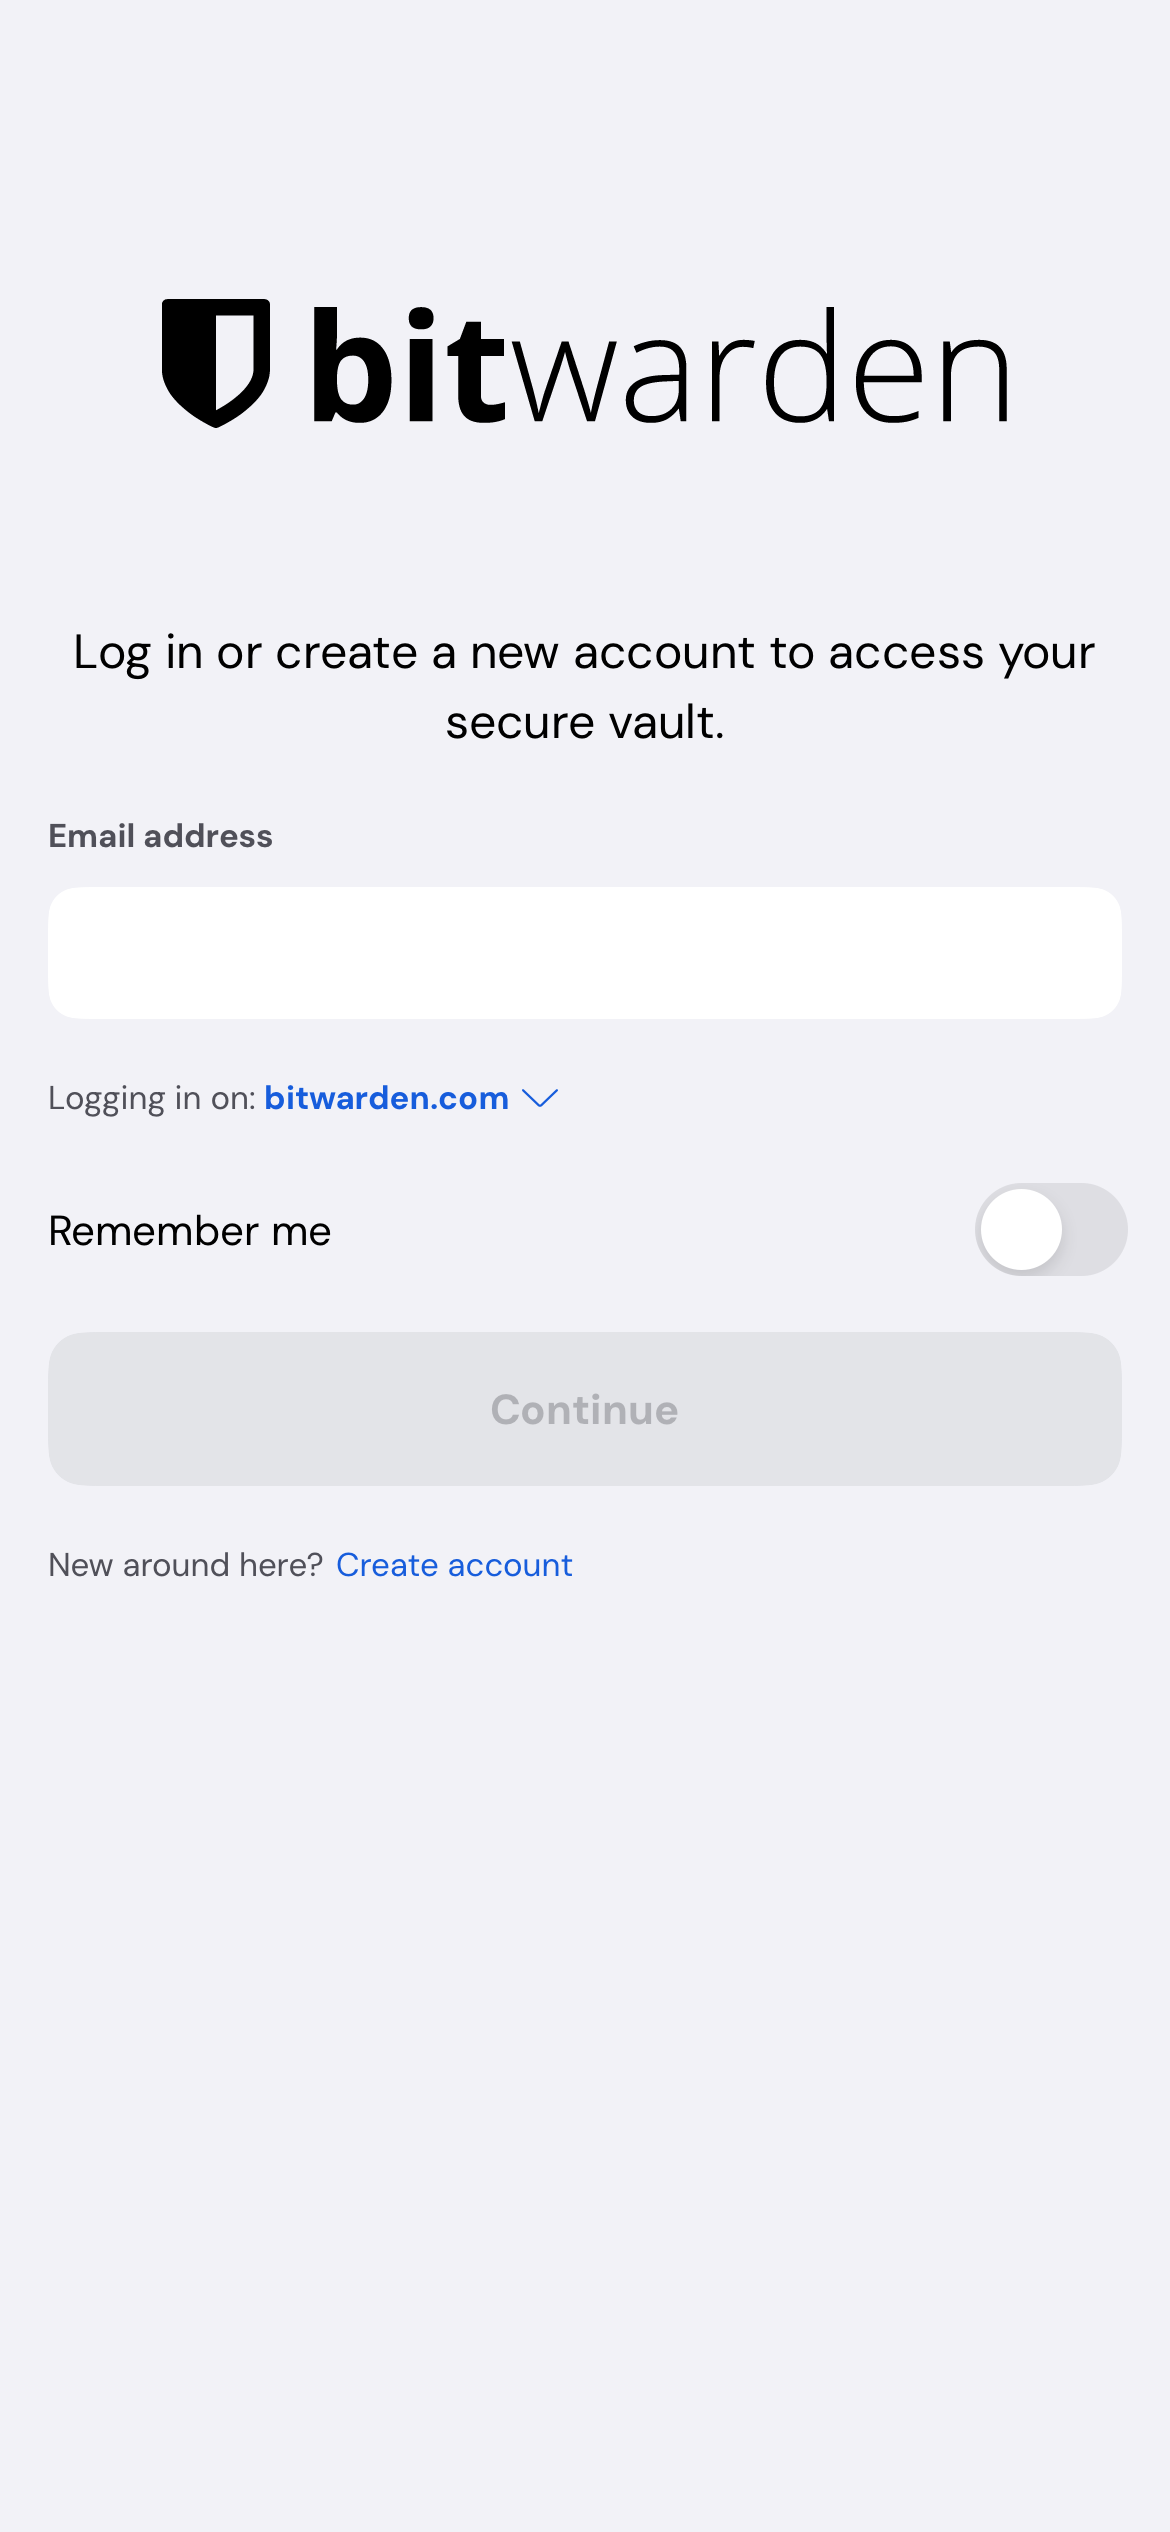 bitwarden
Log in or create a new account to access your
secure vault.
Email address
Logging in on: bitwarden.com
Remember me
Continue
New around here? Create account